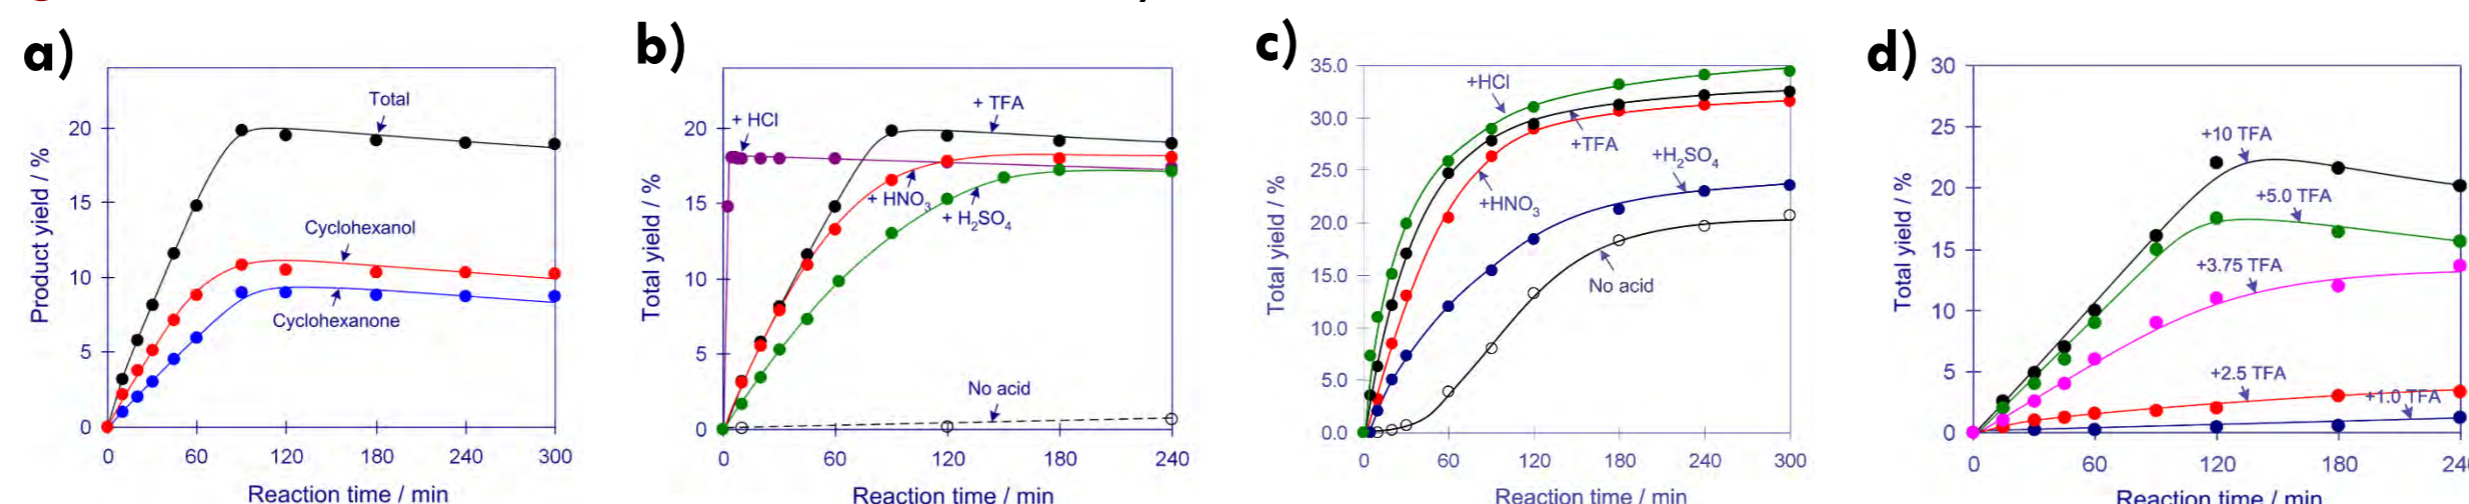 a)
Product yield / %
20
15
10
5
0
Total
Cyclohexanol
Cyclohexanone
0 60 120 180 240 300
Reaction time / min
b)
Total yield / %
20
15
10
5
0
+ HCl
+ TFA
+ HNO3
+ H2SO4
No acid
0 60 120 180 240
Reaction time / min
c)
Total yield / %
35.0
30.0
25.0
20.0
15.0
10.0
5.0
0.0
+HCl
+TFA
+HNO3
+H2SO4
No acid
0 60 120 180 240 300
Reaction time / min
d)
Total yield / %
30
25
20
15
10
5
0
+10 TFA
+5.0 TFA
+3.75 TFA
+2.5 TFA
+1.0 TFA
0 60 120 180
Reaction time / min